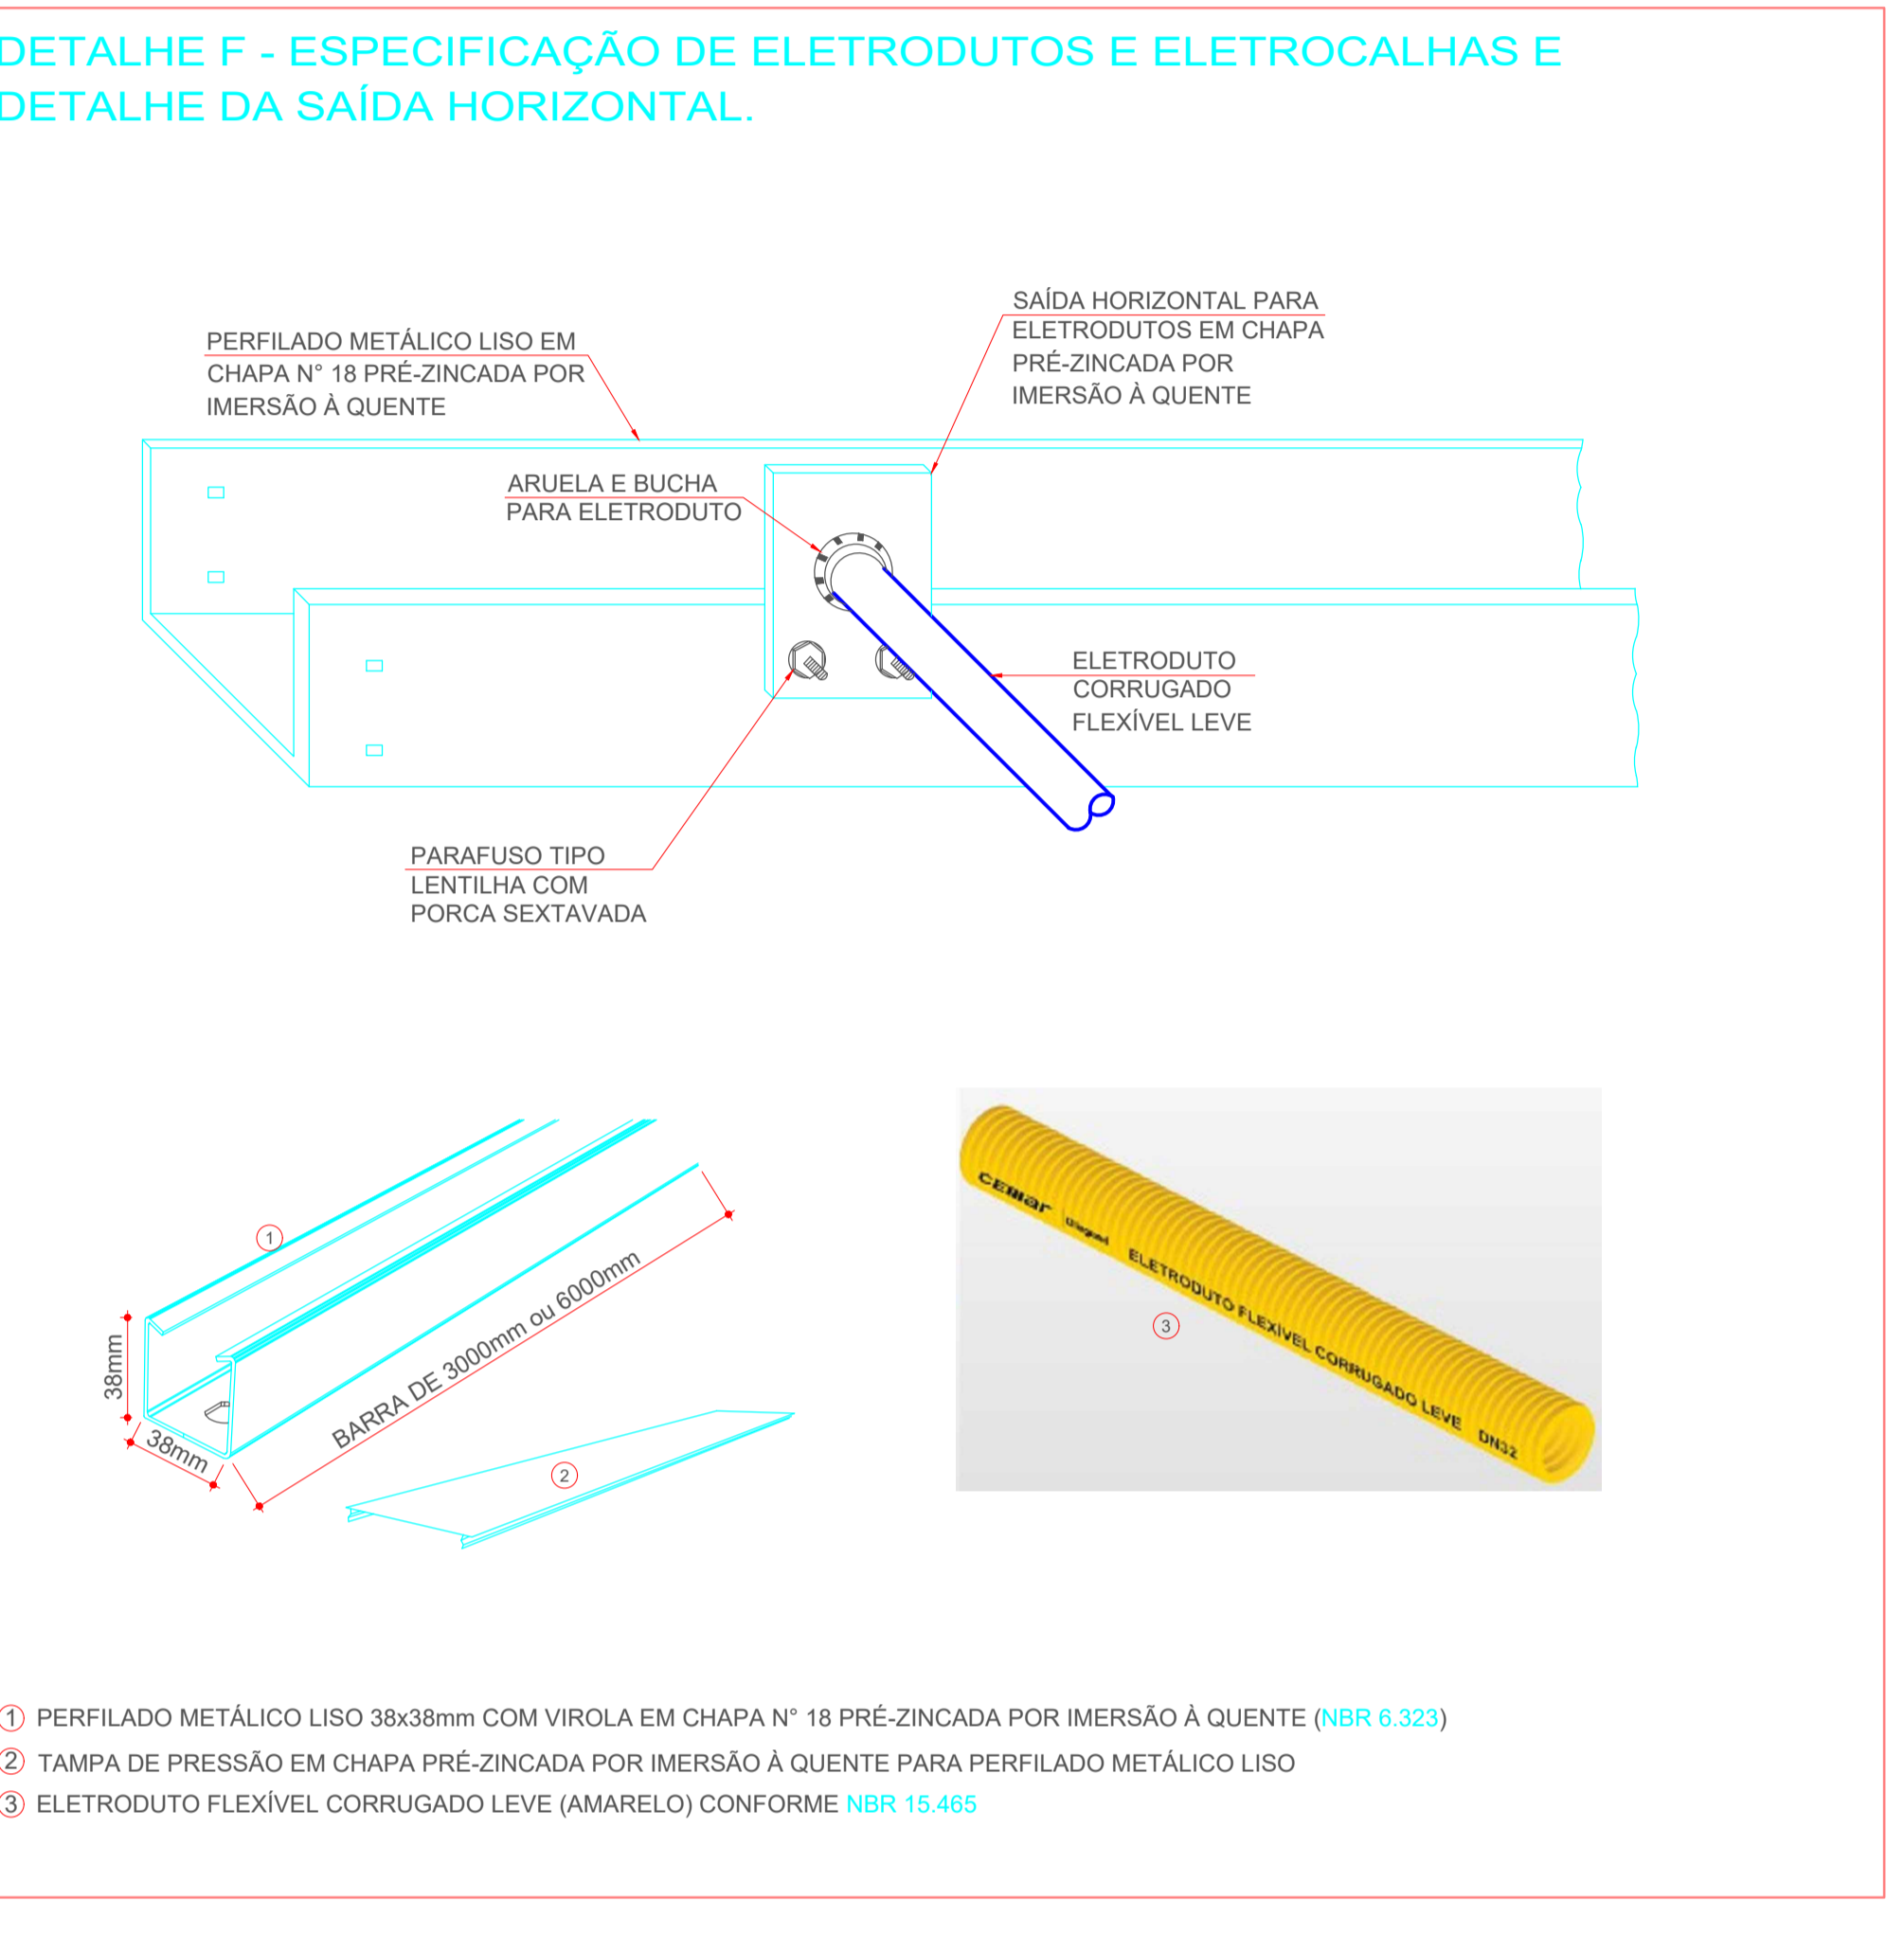 DETALHE F - ESPECIFICAÇÃO DE ELETRODUTOS E ELETROCALHAS E
DETALHE DA SAÍDA HORIZONTAL.
SAÍDA HORIZONTAL PARA
ELETRODUTOS EM CHAPA
PRÉ-ZINCADA POR
IMERSÃO À QUENTE
PERFILADO METÁLICO LISO EM
CHAPA N° 18 PRÉ-ZINCADA POR
IMERSÃO À QUENTE
ARUELA E BUCHA
PARA ELETRODUTO
ELETRODUTO
CORRUGADO
FLEXÍVEL LEVE
PARAFUSO TIPO
LENTILHA COM
PORCA SEXTAVADA
1
38mm
38mm
BARRA DE 3000mm ou 6000mm
2
cemar
ELETRODUTO FLEXÍVEL CORRUGADO LEVE DN32
3
1 PERFILADO METÁLICO LISO 38x38mm COM VIROLA EM CHAPA N° 18 PRÉ-ZINCADA POR IMERSÃO À QUENTE (NBR 6.323)
2 TAMPA DE PRESSÃO EM CHAPA PRÉ-ZINCADA POR IMERSÃO À QUENTE PARA PERFILADO METÁLICO LISO
3 ELETRODUTO FLEXÍVEL CORRUGADO LEVE (AMARELO) CONFORME NBR 15.465